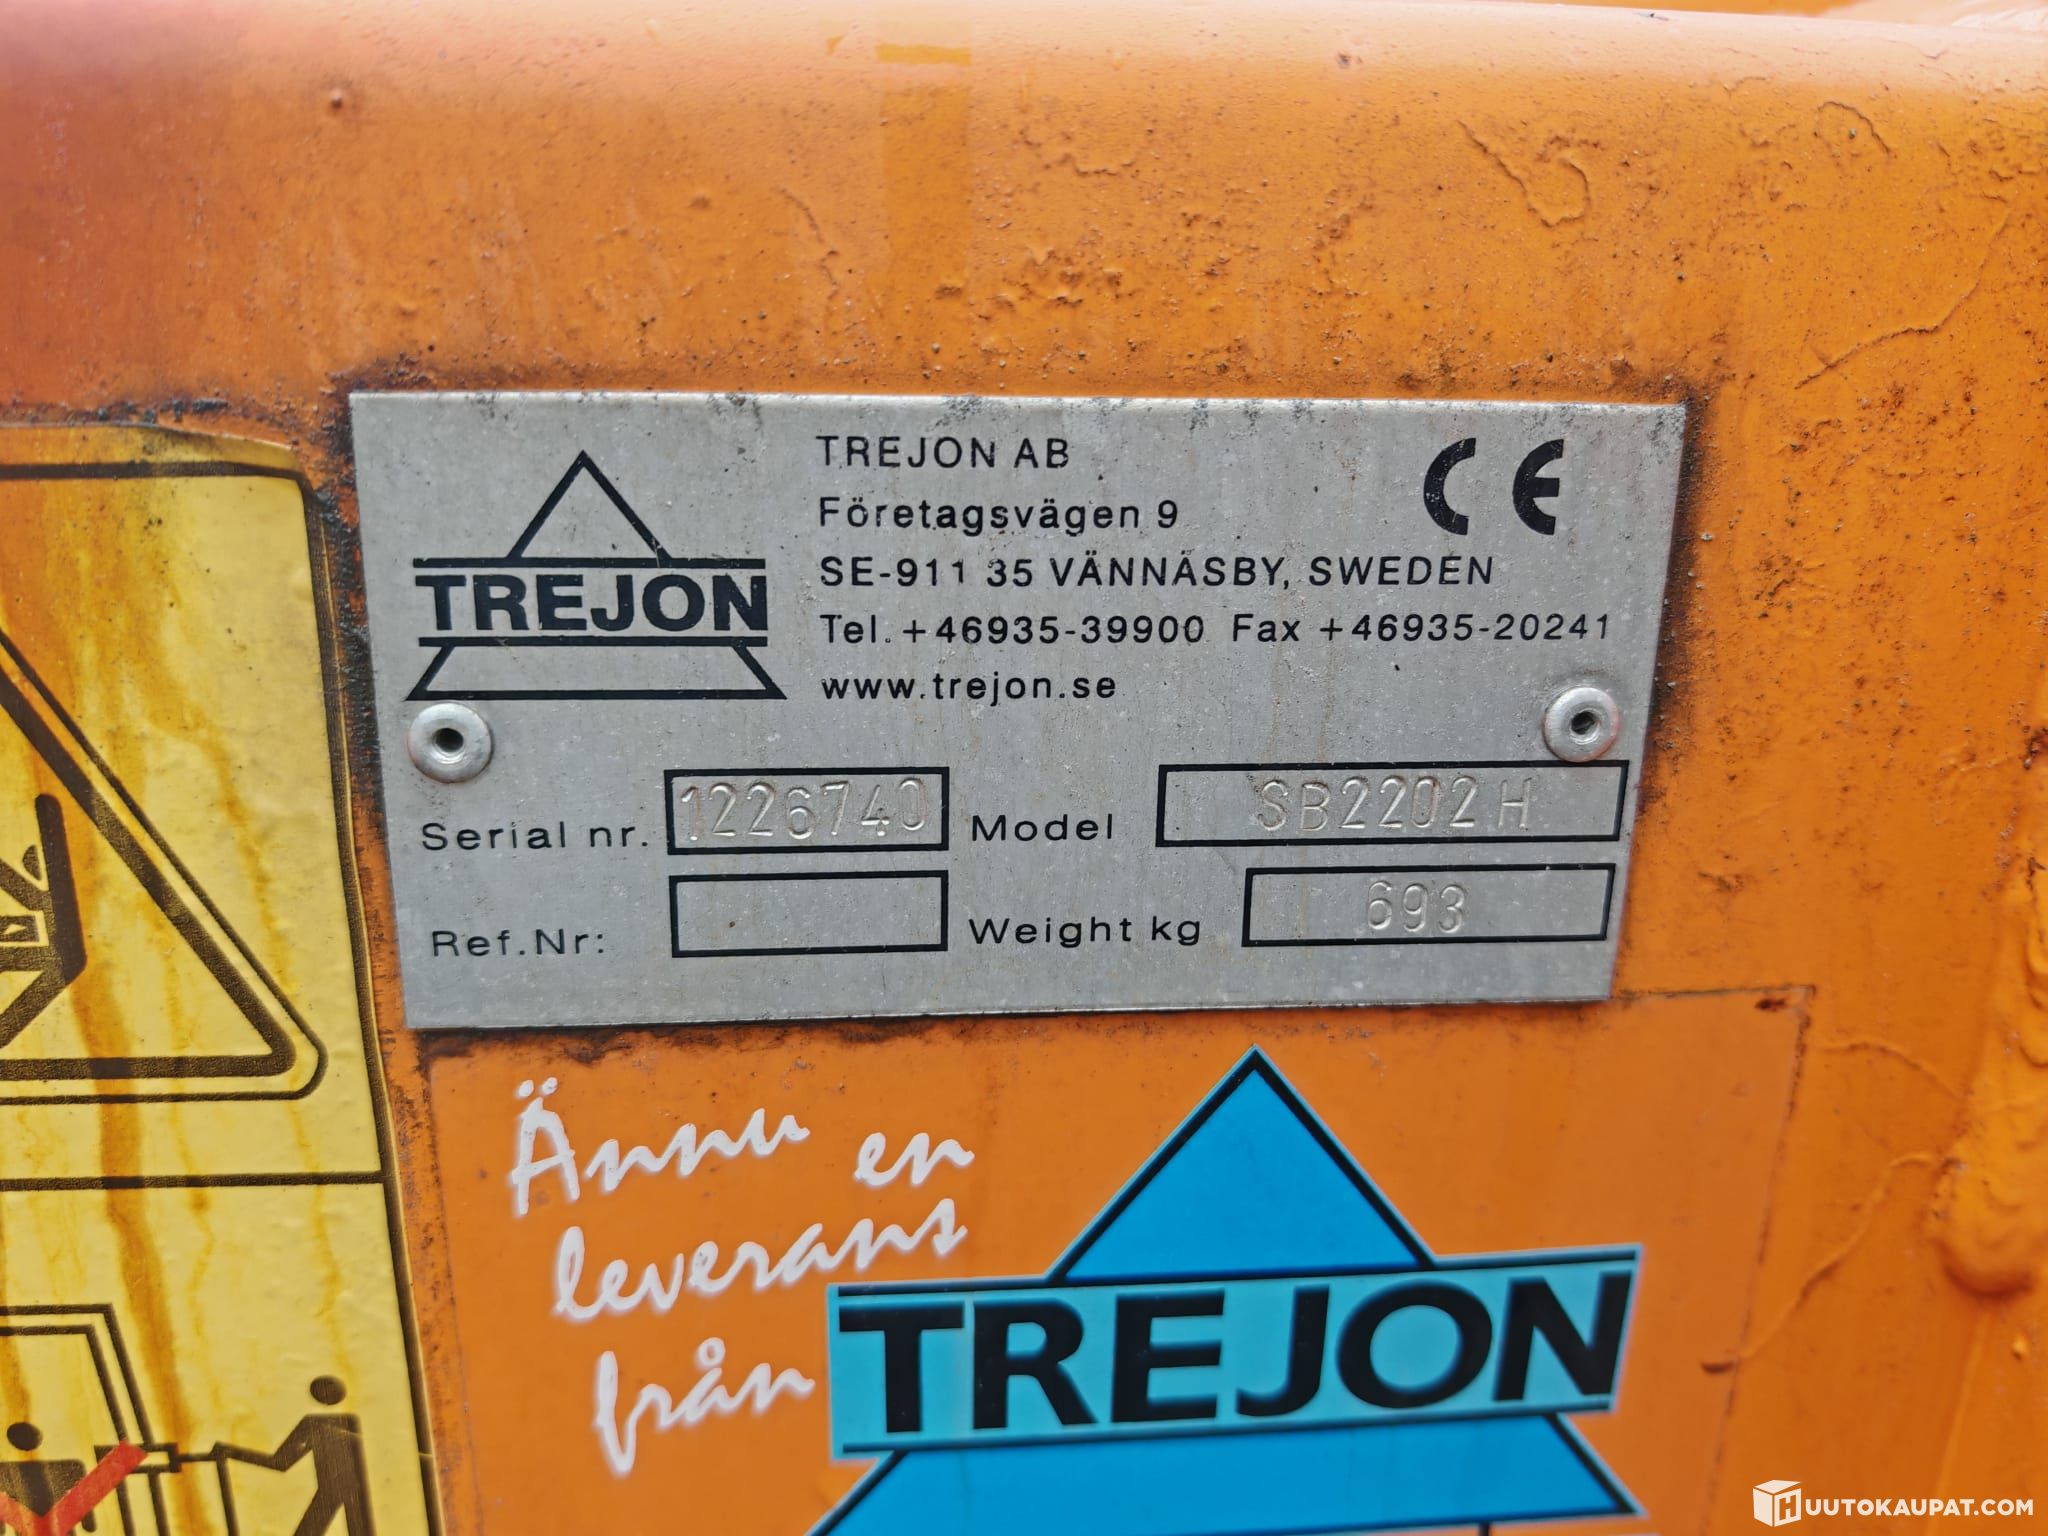 TREJON
TREJON AB
Företagsvägen 9
SE-911 35 VÄNNÄSBY, SWEDEN
Tel. +46935-39900 Fax +46935-20241
www.trejon.se
CE
Serial nr. 1226740 Model SB2202H
Ref.Nr: Weight kg 693
Ännu en
leverans
från
TREJON
HUUTOKAUPAT.COM